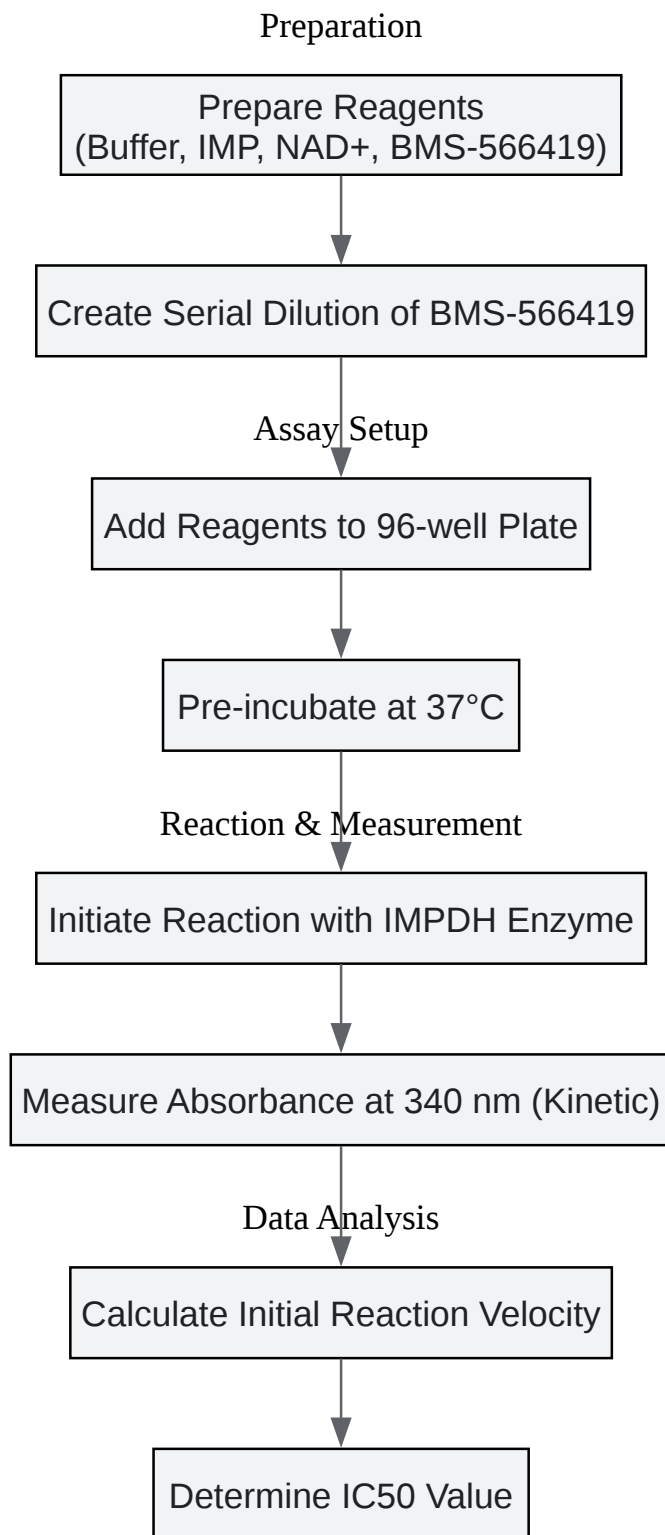 Preparation
Prepare Reagents
(Buffer, IMP, NAD+, BMS-566419)
Create Serial Dilution of BMS-566419
Assay Setup
Add Reagents to 96-well Plate
Pre-incubate at 37°C
Reaction & Measurement
Initiate Reaction with IMPDH Enzyme
Measure Absorbance at 340 nm (Kinetic)
Data Analysis
Calculate Initial Reaction Velocity
Determine IC50 Value